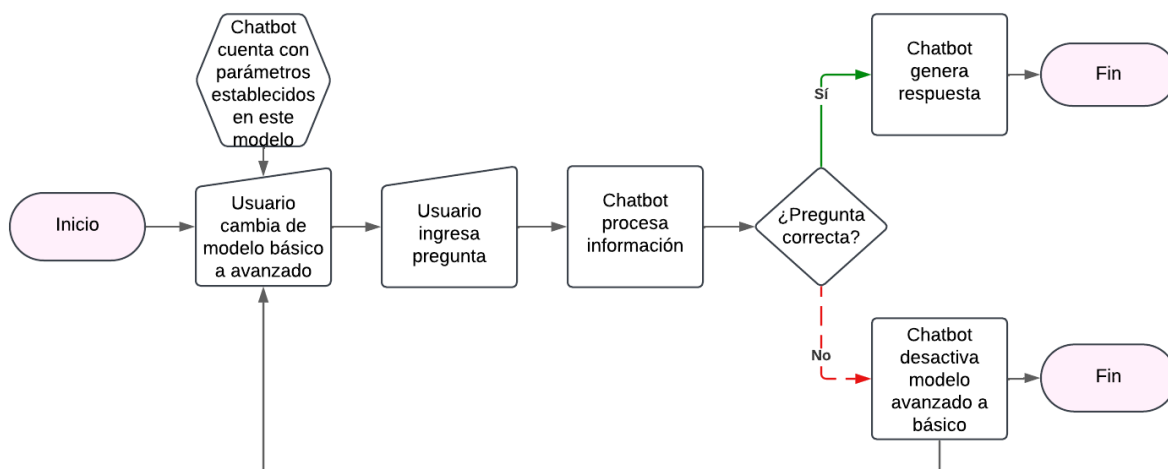 Chatbot
cuenta con
parámetros
establecidos
en este
modelo
Inicio
Usuario
cambia de
modelo básico
a avanzado
Usuario
ingresa
pregunta
Chatbot
procesa
información
¿Pregunta
correcta?
Sí
Chatbot
genera
respuesta
Fin
No
Chatbot
desactiva
modelo
avanzado a
básico
Fin